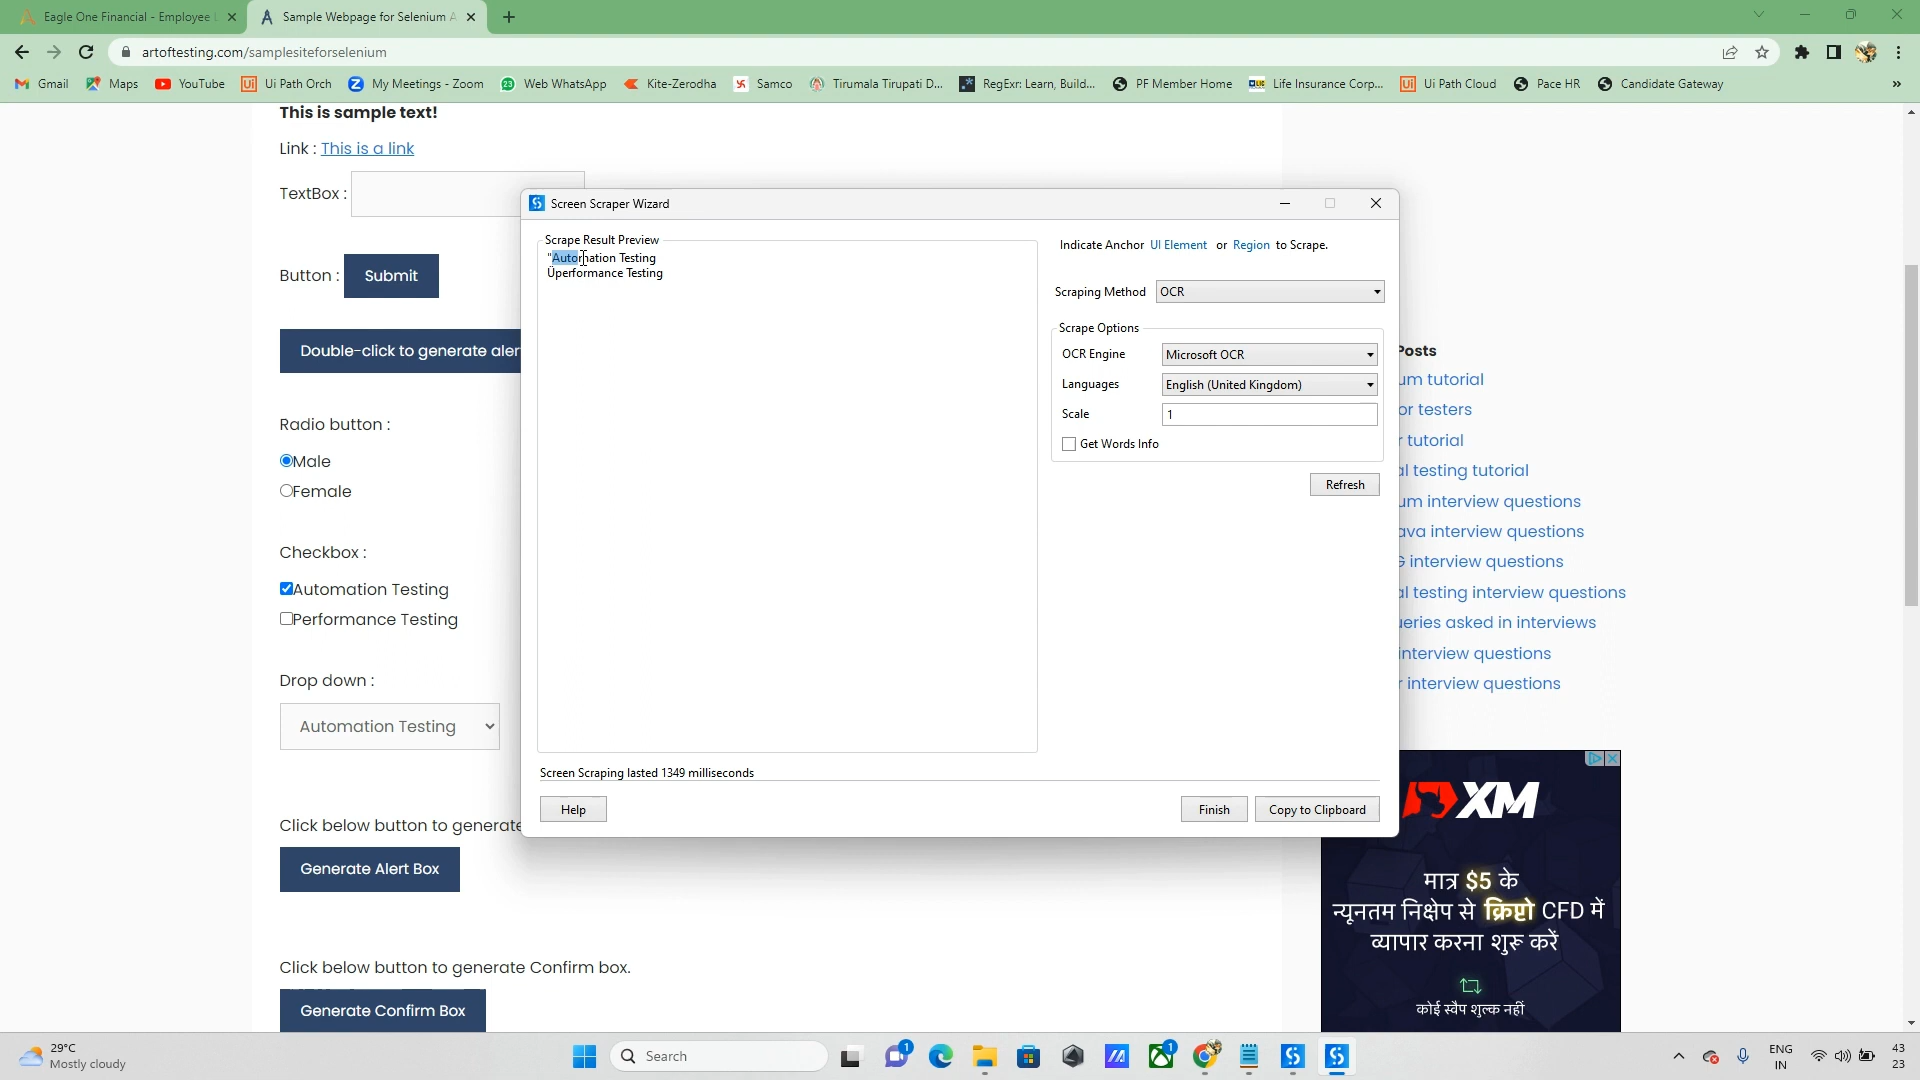 Eagle One Financial - Employee L
Sample Webpage for Selenium A
artoftesting.com/samplesiteforselenium
Gmail
Maps
YouTube
Ui Path Orch
My Meetings - Zoom
Web WhatsApp
Kite-Zerodha
Samco
Tirumala Tirupati D...
RegExr: Learn, Build...
PF Member Home
Life Insurance Corp...
Ui Path Cloud
Pace HR
Candidate Gateway
»
This is sample text!
Link : This is a link
TextBox :
Button : Submit
Double-click to generate aler
Radio button :
Male
Female
Checkbox :
Automation Testing
Performance Testing
Drop down :
Automation Testing
Click below button to generate
Generate Alert Box
Click below button to generate Confirm box.
Generate Confirm Box
Screen Scraper Wizard
Scrape Result Preview
"Automation Testing
Üperformance Testing
Indicate Anchor UI Element or Region to Scrape.
Scraping Method OCR
Scrape Options
OCR Engine Microsoft OCR
Languages English (United Kingdom)
Scale 1
Get Words Info
Refresh
Screen Scraping lasted 1349 milliseconds
Help
Finish
Copy to Clipboard
Posts
um tutorial
or testers
r tutorial
al testing tutorial
um interview questions
ava interview questions
G interview questions
al testing interview questions
ueries asked in interviews
interview questions
r interview questions
XM
मात्र $5 के
न्यूनतम निक्षेप से क्रिप्टो CFD में
व्यापार करना शुरू करें
कोई स्वैप शुल्क नहीं
29°C
Mostly cloudy
Search
1
1
ENG
IN
43
23